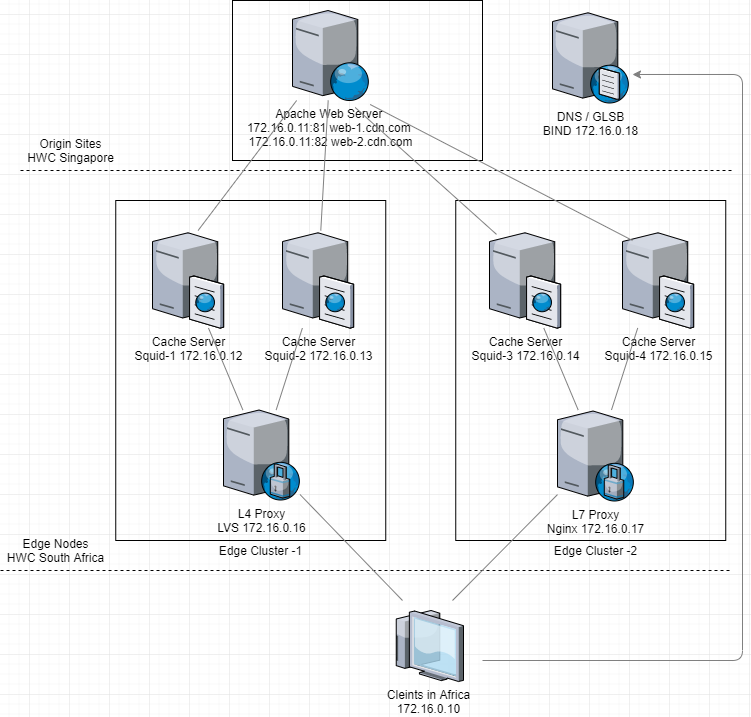 Apache Web Server
172.16.0.11:81 web-1.cdn.com
172.16.0.11:82 web-2.cdn.com
DNS / GLSB
BIND 172.16.0.18
Origin Sites
HWC Singapore
Cache Server
Squid-1 172.16.0.12
Cache Server
Squid-2 172.16.0.13
Cache Server
Squid-3 172.16.0.14
Cache Server
Squid-4 172.16.0.15
L4 Proxy
LVS 172.16.0.16
L7 Proxy
Nginx 172.16.0.17
Edge Nodes
HWC South Africa
Edge Cluster -1
Edge Cluster -2
Cleints in Africa
172.16.0.10